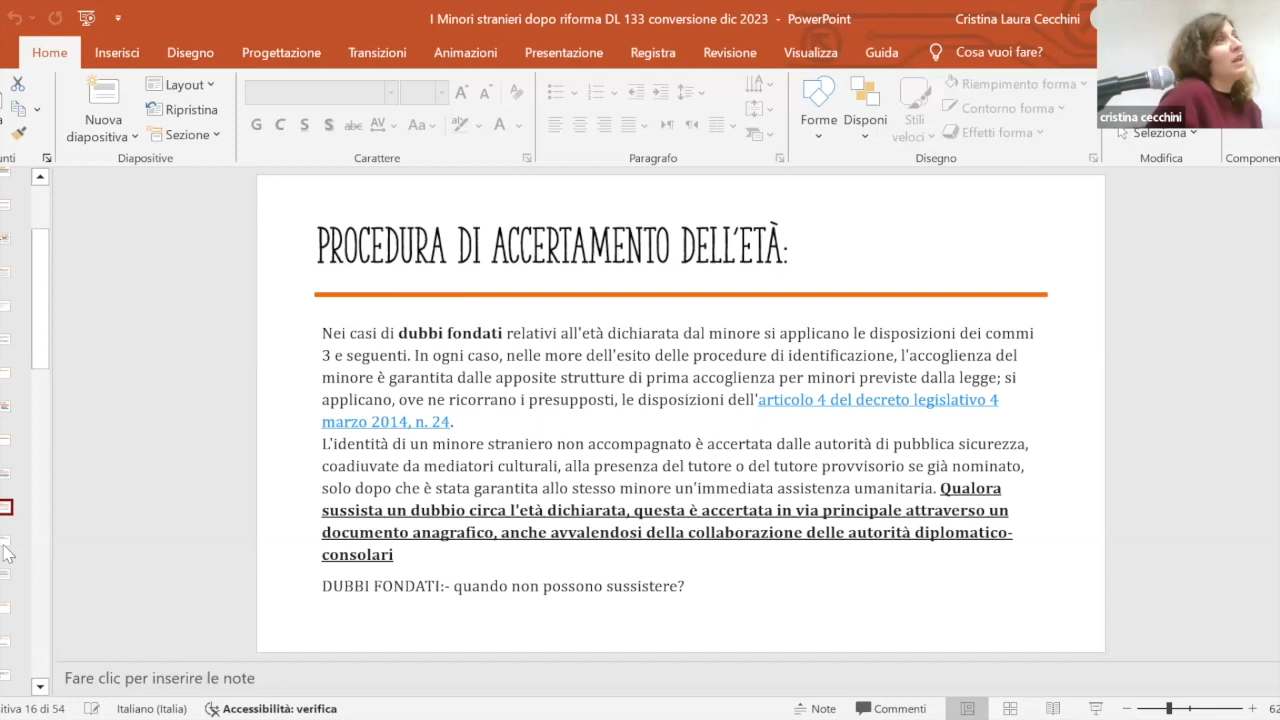 I Minori stranieri dopo riforma DL 133 conversione dic 2023 - PowerPoint
Cristina Laura Cecchini
Home Inserisci Disegno Progettazione Transizioni Animazioni Presentazione Registra Revisione Visualizza Guida Cosa vuoi fare?
cristina cecchini
Nuova
diapositiva
Layout
Ripristina
Sezione
G C S S abc AV Aa A
Forme
Disponi
Stili
veloci
Riempimento forma
Contorno forma
Effetti forma
Seleziona
unti Diapositive Carattere Paragrafo Disegno Modifica Component
PROCEDURA DI ACCERTAMENTO DELL'ETÀ:
Nei casi di dubbi fondati relativi all'età dichiarata dal minore si applicano le disposizioni dei commi
3 e seguenti. In ogni caso, nelle more dell'esito delle procedure di identificazione, l'accoglienza del
minore è garantita dalle apposite strutture di prima accoglienza per minori previste dalla legge; si
applicano, ove ne ricorrano i presupposti, le disposizioni dell'articolo 4 del decreto legislativo 4
marzo 2014, n. 24.
L'identità di un minore straniero non accompagnato è accertata dalle autorità di pubblica sicurezza,
coadiuvate da mediatori culturali, alla presenza del tutore o del tutore provvisorio se già nominato,
solo dopo che è stata garantita allo stesso minore un'immediata assistenza umanitaria. Qualora
sussista un dubbio circa l'età dichiarata, questa è accertata in via principale attraverso un
documento anagrafico, anche avvalendosi della collaborazione delle autorità diplomatico-
consolari
DUBBI FONDATI:- quando non possono sussistere?
Fare clic per inserire le note
itiva 16 di 54 Italiano (Italia) Accessibilità: verifica Note Commenti 62